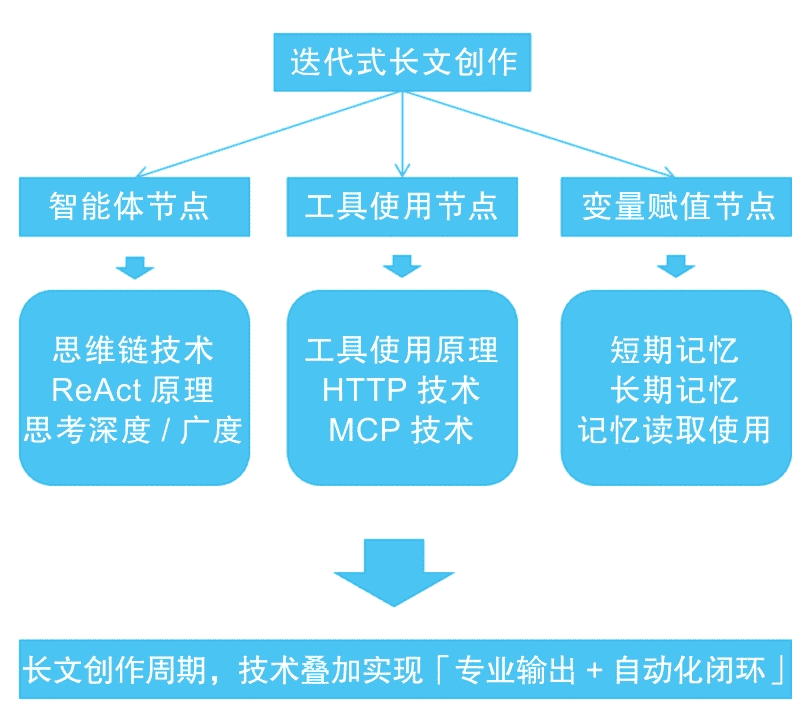 迭代式长文创作
智能体节点
工具使用节点
变量赋值节点
思维链技术
ReAct 原理
思考深度 / 广度
工具使用原理
HTTP 技术
MCP 技术
短期记忆
长期记忆
记忆读取使用
长文创作周期，技术叠加实现「专业输出 + 自动化闭环」